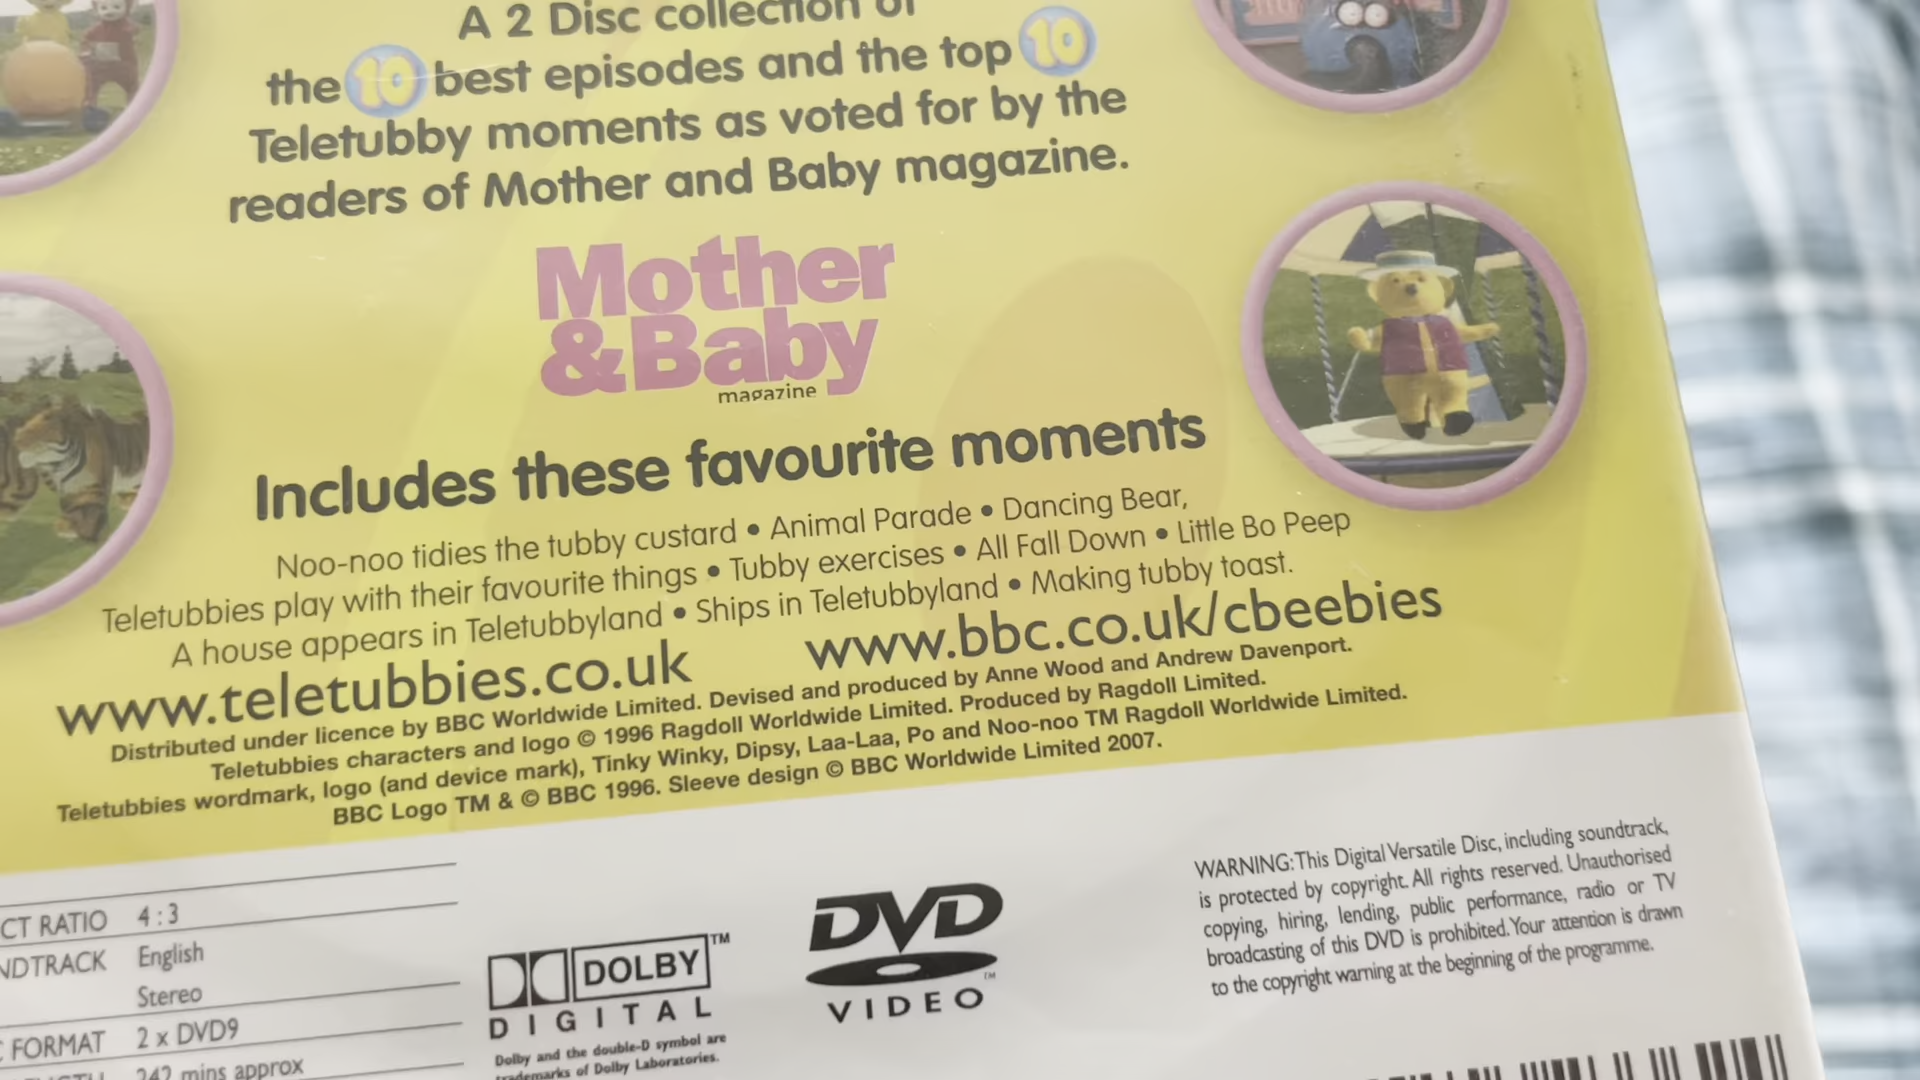 A 2 Disc collection of
the 10 best episodes and the top 10
Teletubby moments as voted for by the
readers of Mother and Baby magazine.
Mother
&Baby
magazine
Includes these favourite moments
Noo-noo tidies the tubby custard • Animal Parade • Dancing Bear,
Teletubbies play with their favourite things • Tubby exercises • All Fall Down • Little Bo Peep
A house appears in Teletubbyland • Ships in Teletubbyland • Making tubby toast.
www.teletubbies.co.uk www.bbc.co.uk/cbeebies
Distributed under licence by BBC Worldwide Limited. Devised and produced by Anne Wood and Andrew Davenport.
Teletubbies characters and logo © 1996 Ragdoll Worldwide Limited. Produced by Ragdoll Limited.
Teletubbies wordmark, logo (and device mark), Tinky Winky, Dipsy, Laa-Laa, Po and Noo-noo TM Ragdoll Worldwide Limited.
BBC Logo TM & © BBC 1996. Sleeve design © BBC Worldwide Limited 2007.
CT RATIO 4:3
NDTRACK English
Stereo
FORMAT 2 x DVD9
242 mins approx
DOLBY™
DIGITAL
Dolby and the double-D symbol are
trademarks of Dolby Laboratories.
DVD
VIDEO™
WARNING: This Digital Versatile Disc, including soundtrack,
is protected by copyright. All rights reserved. Unauthorised
copying, hiring, lending, public performance, radio or TV
broadcasting of this DVD is prohibited. Your attention is drawn
to the copyright warning at the beginning of the programme.